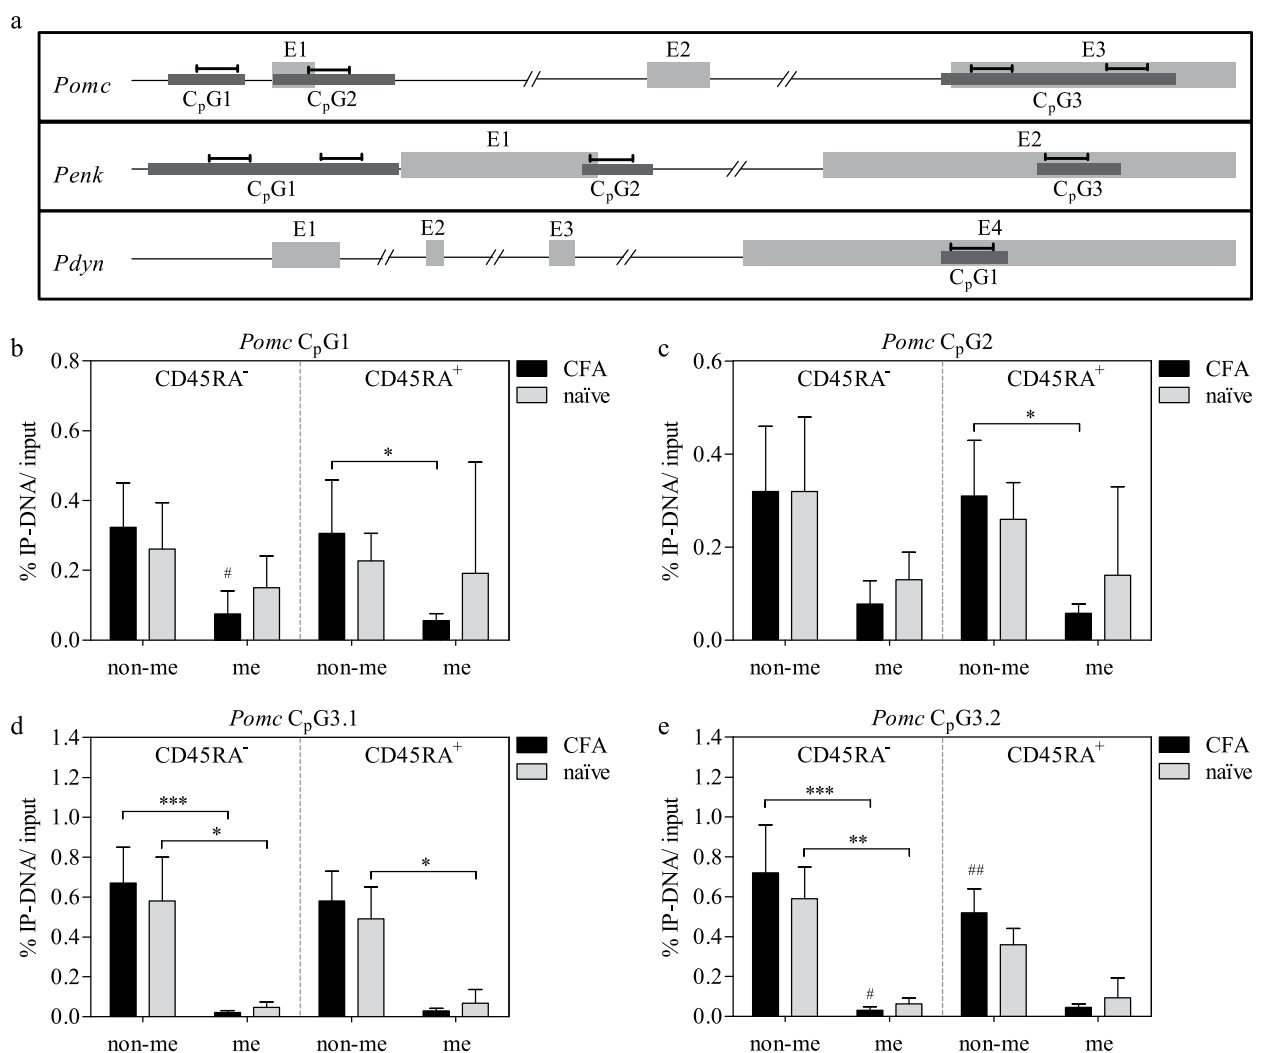 a
E1 E2 E3
Pomc
CpG1 CpG2 CpG3
E1 E2
Penk
CpG1 CpG2 CpG3
E1 E2 E3 E4
Pdyn
CpG1
b
Pomc CpG1
CD45RA- CD45RA+
CFA
naïve
% IP-DNA/ input
0.8
0.6
0.4
0.2
0.0
*
#
non-me me non-me me
c
Pomc CpG2
CD45RA- CD45RA+
CFA
naïve
% IP-DNA/ input
0.6
0.4
0.2
0.0
*
non-me me non-me me
d
Pomc CpG3.1
CD45RA- CD45RA+
CFA
naïve
% IP-DNA/ input
1.4
1.2
1.0
0.8
0.6
0.4
0.2
0.0
***
*
*
non-me me non-me me
e
Pomc CpG3.2
CD45RA- CD45RA+
CFA
naïve
% IP-DNA/ input
1.4
1.2
1.0
0.8
0.6
0.4
0.2
0.0
***
**
##
#
non-me me non-me me